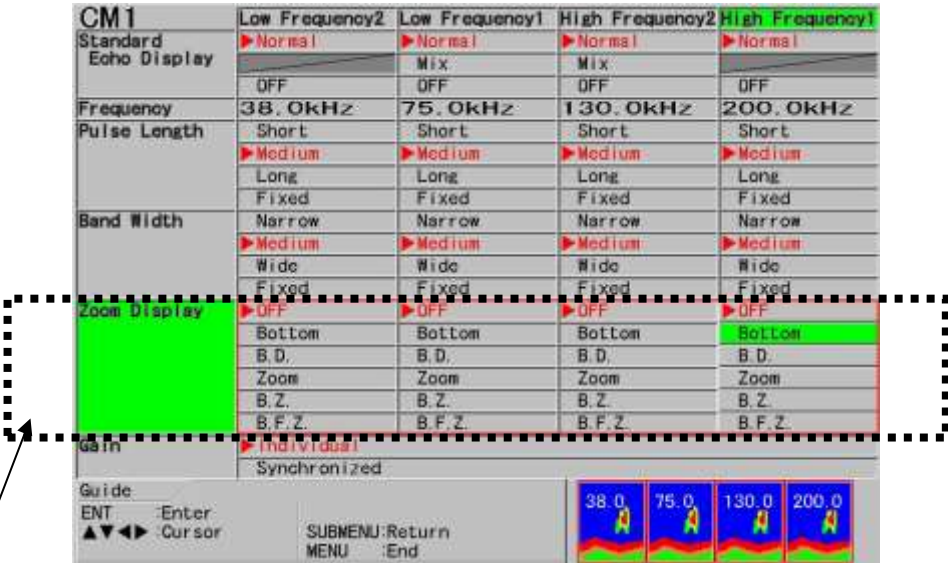 CM1 Low Frequency2 Low Frequency1 High Frequency2 High Frequency1
Standard ▶Normal ▶Normal ▶Normal ▶Normal
Echo Display Mix Mix
OFF OFF OFF OFF
Frequency 38.0kHz 75.0kHz 130.0kHz 200.0kHz
Pulse Length Short Short Short Short
▶Medium ▶Medium ▶Medium ▶Medium
Long Long Long Long
Fixed Fixed Fixed Fixed
Band Width Narrow Narrow Narrow Narrow
▶Medium ▶Medium ▶Medium ▶Medium
Wide Wide Wide Wide
Fixed Fixed Fixed Fixed
Zoom Display ▶OFF ▶OFF ▶OFF ▶OFF
Bottom Bottom Bottom Bottom
B.D. B.D. B.D. B.D.
Zoom Zoom Zoom Zoom
B.Z. B.Z. B.Z. B.Z.
B.F.Z. B.F.Z. B.F.Z. B.F.Z.
Gain ▶Individual
Synchronized
Guide
ENT :Enter
▲▼◀▶ :Cursor SUBMENU:Return
MENU :End
38.0 75.0 130.0 200.0